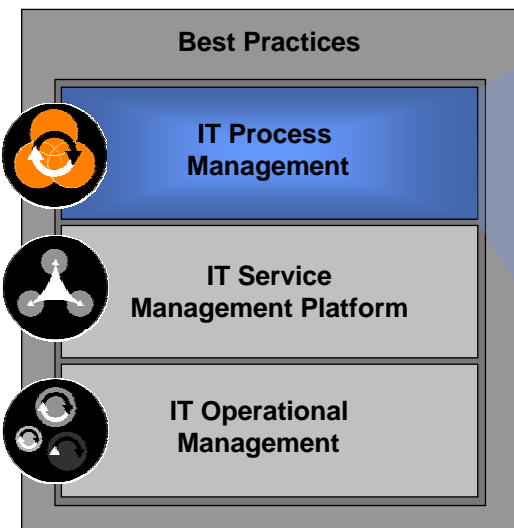 Best Practices
IT Process
Management
IT Service
Management Platform
IT Operational
Management